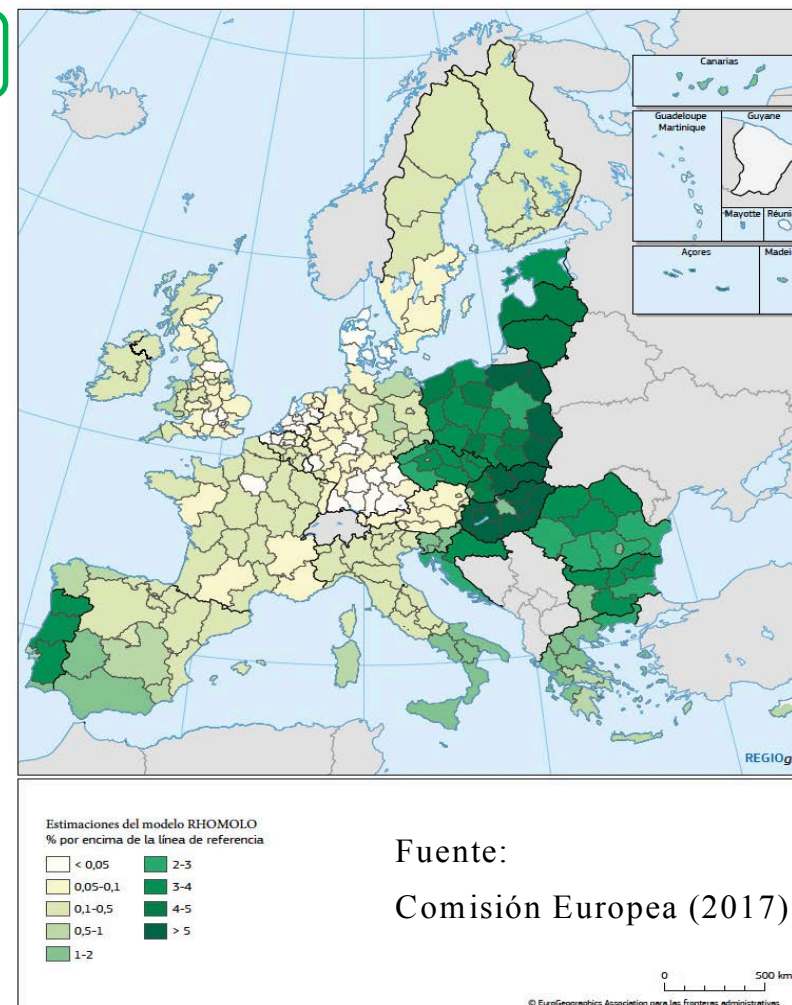 Canarias
Guadeloupe
Martinique
Guyane
Mayotte
Açores
REGIO
Estimaciones del modelo RHOMOLO
% por encima de la línea de referencia
< 0,05
0,05-0,1
0,1-0,5
0,5-1
1-2
2-3
3-4
4-5
> 5
Fuente:
Comisión Europea (2017)
0
500 km
© EuroGeographics Association para las fronteras administrativas